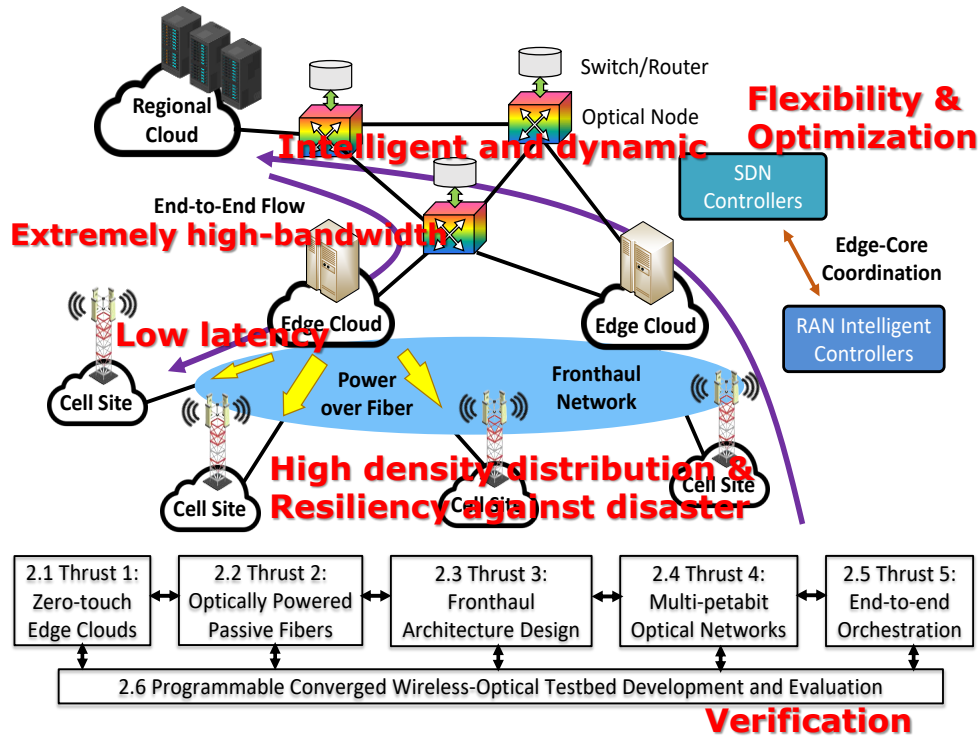 Switch/Router
Regional
Cloud
Optical Node
Flexibility &
Optimization
Intelligent and dynamic
SDN
Controllers
End-to-End Flow
Extremely high-bandwidth
Edge-Core
Coordination
Edge Cloud
Edge Cloud
Low latency
RAN Intelligent
Controllers
Power
over Fiber
Fronthaul
Network
Cell Site
Cell Site
Cell Site
Cell Site
High density distribution &
Resiliency against disaster
2.1 Thrust 1:
Zero-touch
Edge Clouds
2.2 Thrust 2:
Optically Powered
Passive Fibers
2.3 Thrust 3:
Fronthaul
Architecture Design
2.4 Thrust 4:
Multi-petabit
Optical Networks
2.5 Thrust 5:
End-to-end
Orchestration
2.6 Programmable Converged Wireless-Optical Testbed Development and Evaluation
Verification